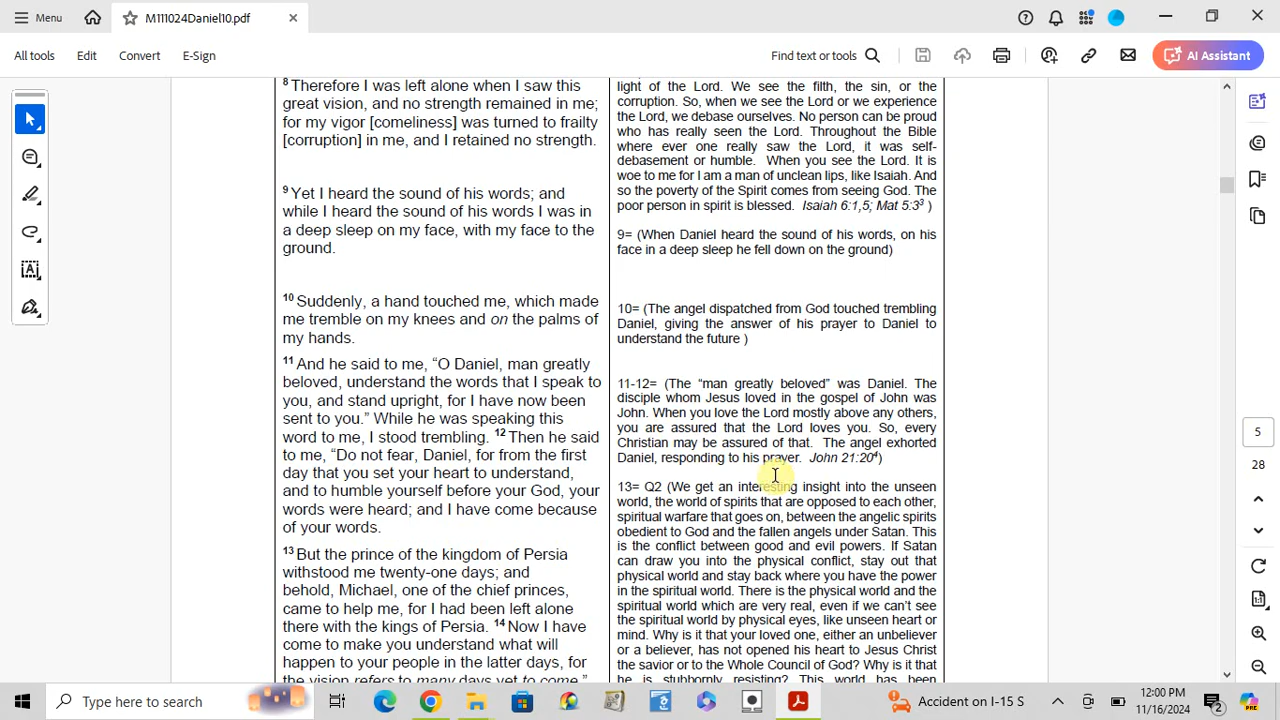 Menu
M111024Daniel10.pdf
All tools
Edit
Convert
E-Sign
Find text or tools
AI Assistant
8 Therefore I was left alone when I saw this
great vision, and no strength remained in me;
for my vigor [comeliness] was turned to frailty
[corruption] in me, and I retained no strength.
9 Yet I heard the sound of his words; and
while I heard the sound of his words I was in
a deep sleep on my face, with my face to the
ground.
10 Suddenly, a hand touched me, which made
me tremble on my knees and on the palms of
my hands.
11 And he said to me, “O Daniel, man greatly
beloved, understand the words that I speak to
you, and stand upright, for I have now been
sent to you.” While he was speaking this
word to me, I stood trembling. 12 Then he said
to me, “Do not fear, Daniel, for from the first
day that you set your heart to understand,
and to humble yourself before your God, your
words were heard; and I have come because
of your words.
13 But the prince of the kingdom of Persia
withstood me twenty-one days; and
behold, Michael, one of the chief princes,
came to help me, for I had been left alone
there with the kings of Persia. 14 Now I have
come to make you understand what will
happen to your people in the latter days, for
the vision refers to many days yet to come.”
light of the Lord. We see the filth, the sin, or the
corruption. So, when we see the Lord or we experience
the Lord, we debase ourselves. No person can be proud
who has really seen the Lord. Throughout the Bible
where ever one really saw the Lord, it was self-
debasement or humble. When you see the Lord. It is
woe to me for I am a man of unclean lips, like Isaiah. And
so the poverty of the Spirit comes from seeing God. The
poor person in spirit is blessed. Isaiah 6:1,5; Mat 5:3³ )
9= (When Daniel heard the sound of his words, on his
face in a deep sleep he fell down on the ground)
10= (The angel dispatched from God touched trembling
Daniel, giving the answer of his prayer to Daniel to
understand the future )
11-12= (The “man greatly beloved” was Daniel. The
disciple whom Jesus loved in the gospel of John was
John. When you love the Lord mostly above any others,
you are assured that the Lord loves you. So, every
Christian may be assured of that. The angel exhorted
Daniel, responding to his prayer. John 21:20⁴)
13= Q2 (We get an interesting insight into the unseen
world, the world of spirits that are opposed to each other,
spiritual warfare that goes on, between the angelic spirits
obedient to God and the fallen angels under Satan. This
is the conflict between good and evil powers. If Satan
can draw you into the physical conflict, stay out that
physical world and stay back where you have the power
in the spiritual world. There is the physical world and the
spiritual world which are very real, even if we can’t see
the spiritual world by physical eyes, like unseen heart or
mind. Why is it that your loved one, either an unbeliever
or a believer, has not opened his heart to Jesus Christ
the savior or to the Whole Council of God? Why is it that
he is stubbornly resisting? This world has been
5
28
Type here to search
Accident on I-15 S
12:00 PM
11/16/2024
2